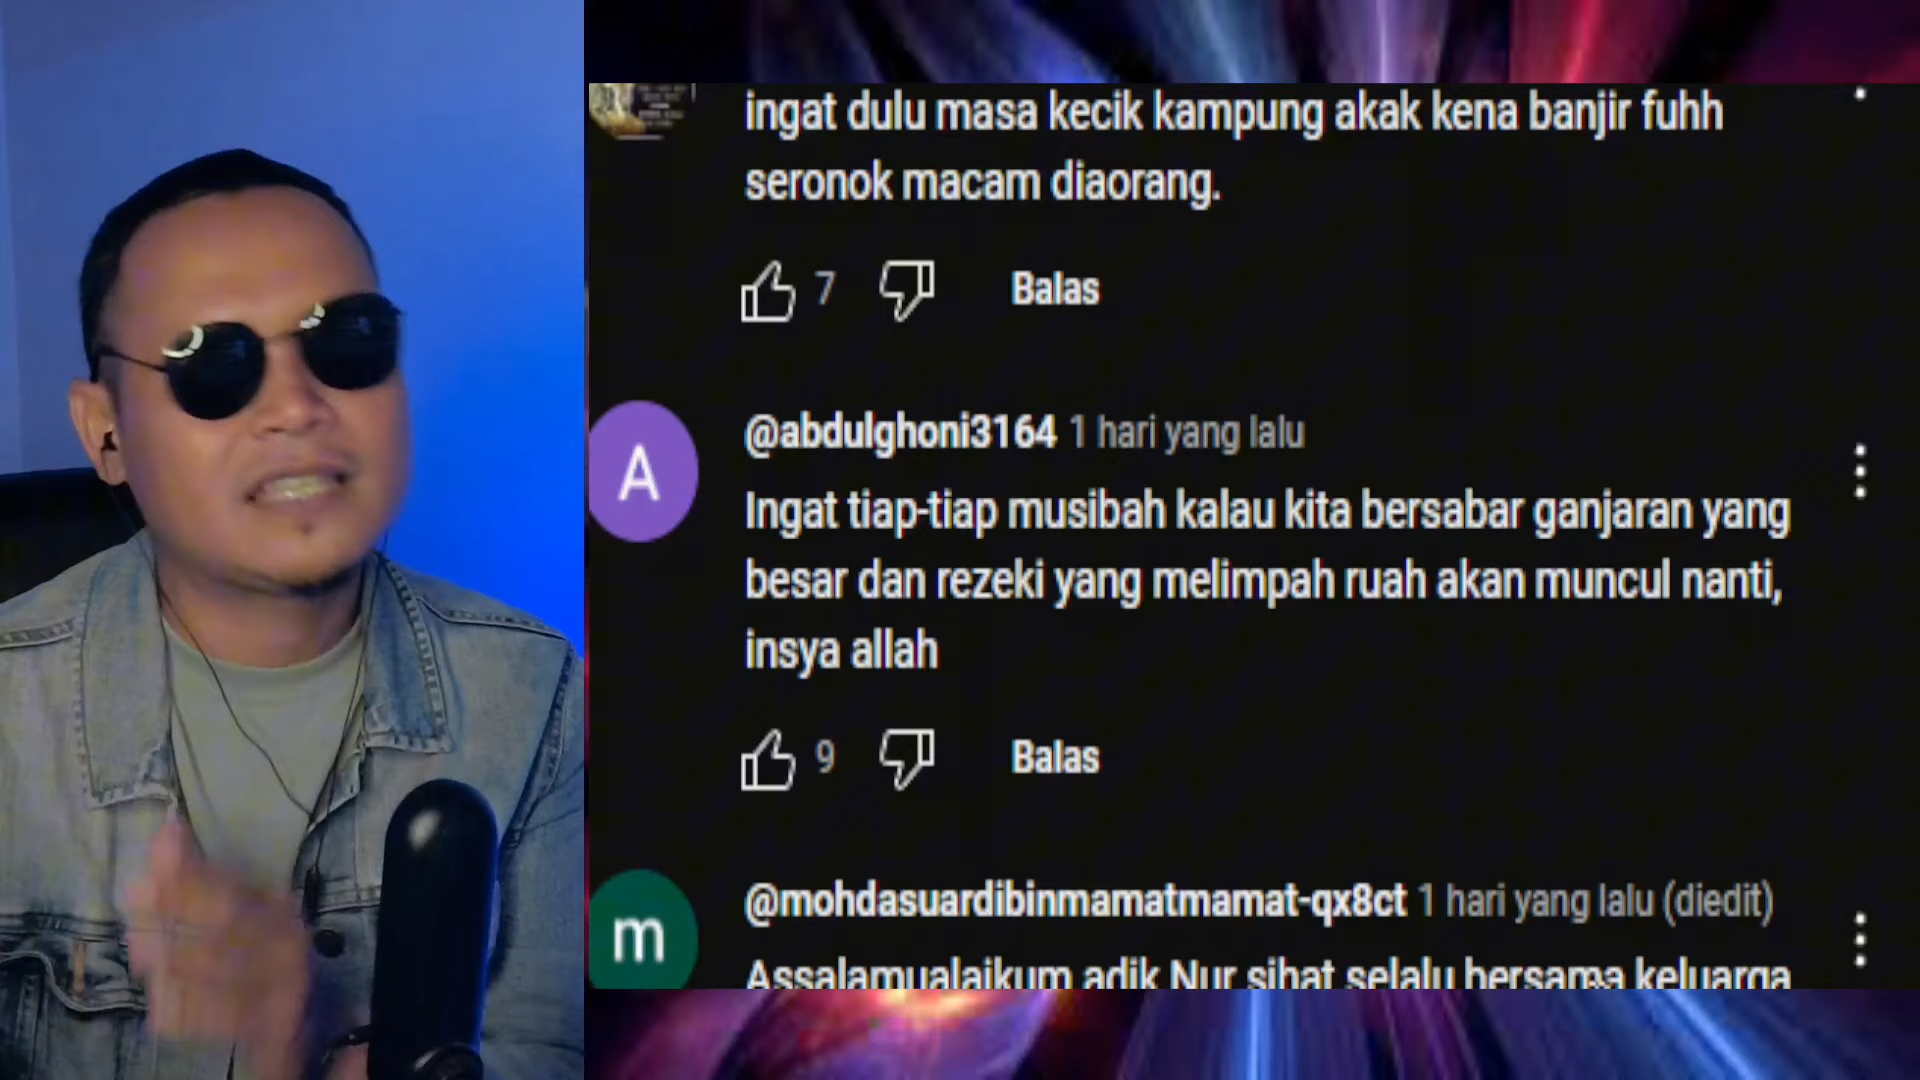 ingat dulu masa kecik kampung akak kena banjir fuhh
seronok macam diaorang.
7 Balas
A
@abdulghoni3164 1 hari yang lalu
Ingat tiap-tiap musibah kalau kita bersabar ganjaran yang
besar dan rezeki yang melimpah ruah akan muncul nanti,
insya allah
9 Balas
m
@mohdasuardibinmamatmamat-qx8ct 1 hari yang lalu (diedit)
Assalamualaikum adik Nur sihat selalu bersama keluarga